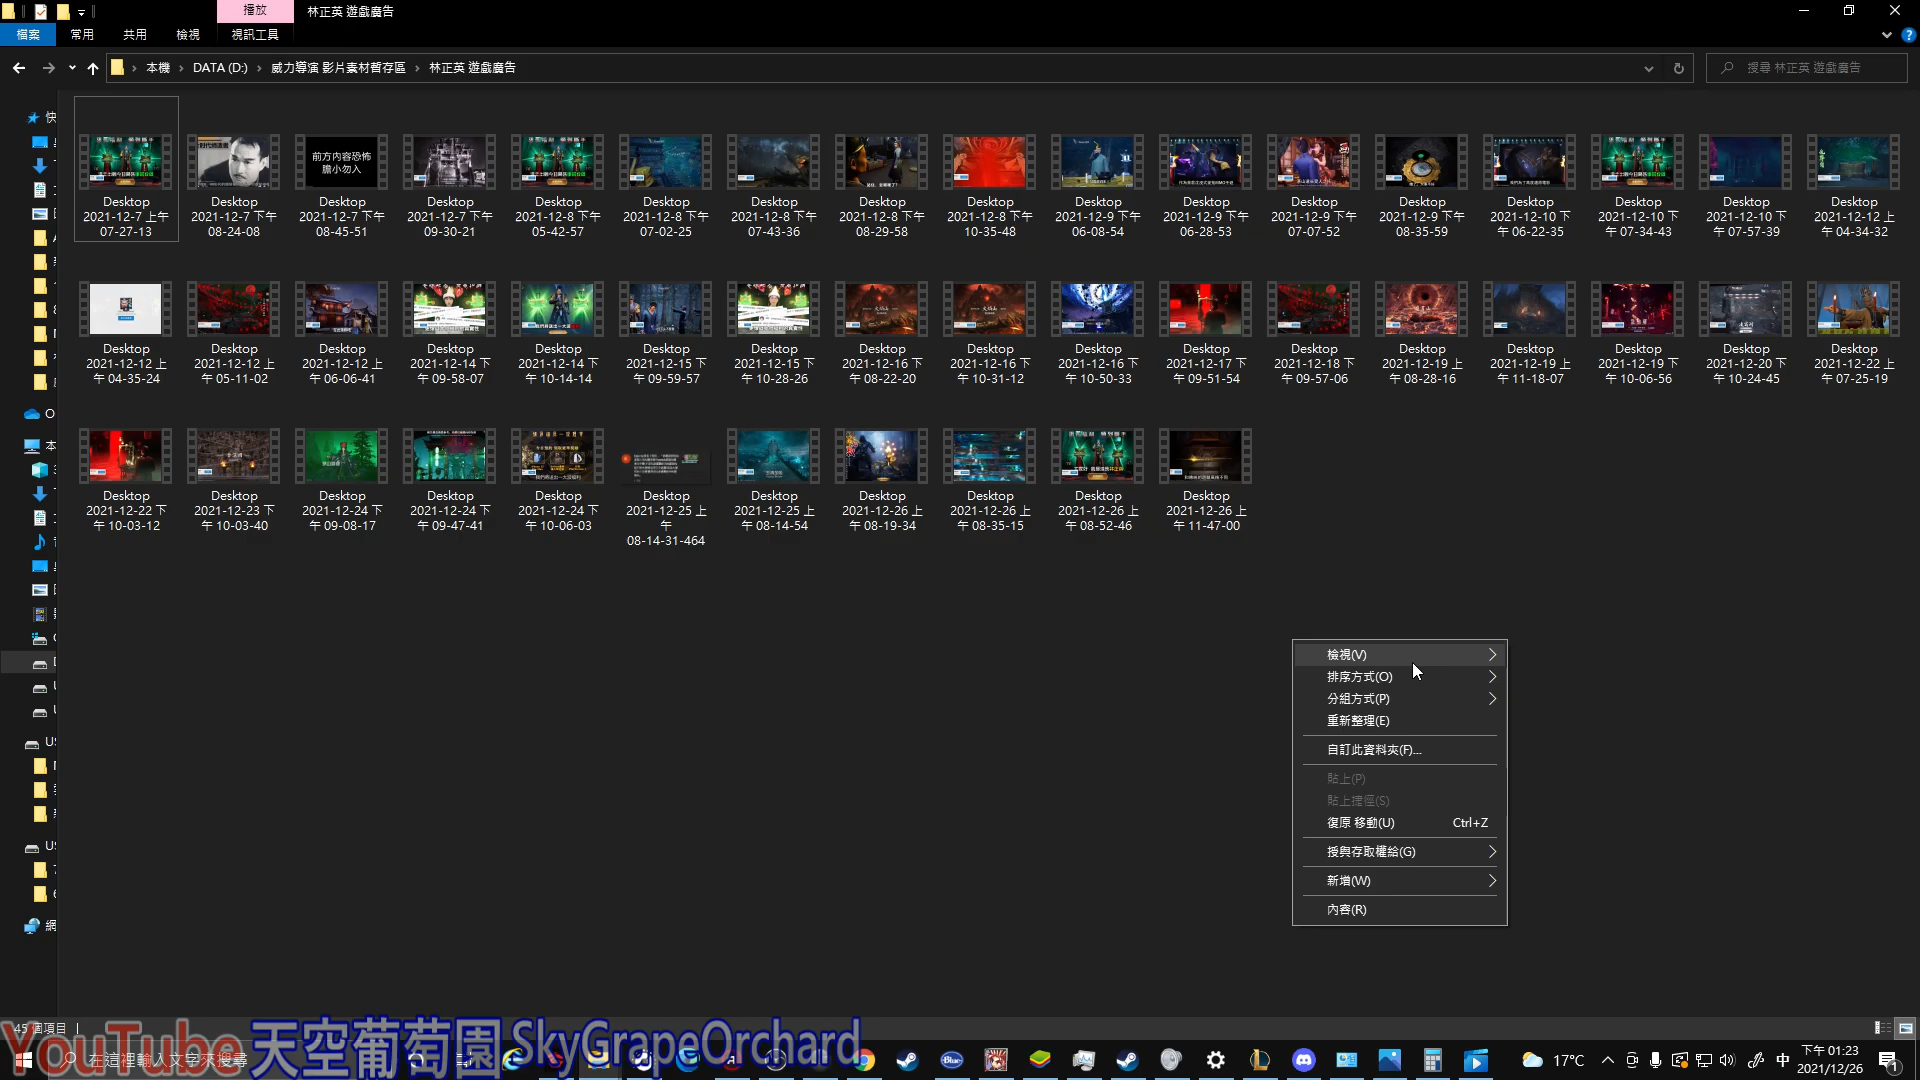 播放
林正英 遊戲廣告
檔案
常用
共用
檢視
視訊工具
本機
DATA (D:)
威力導演 影片素材暫存區
林正英 遊戲廣告
搜尋 林正英 遊戲廣告
前方內容恐怖
膽小勿入
Desktop
2021-12-7 上午
07-27-13
Desktop
2021-12-7 下午
08-24-08
Desktop
2021-12-7 下午
08-45-51
Desktop
2021-12-7 下午
09-30-21
Desktop
2021-12-8 下午
05-42-57
Desktop
2021-12-8 下午
07-02-25
Desktop
2021-12-8 下午
07-43-36
Desktop
2021-12-8 下午
08-29-58
Desktop
2021-12-8 下午
10-35-48
Desktop
2021-12-9 下午
06-08-54
Desktop
2021-12-9 下午
06-28-53
Desktop
2021-12-9 下午
07-07-52
Desktop
2021-12-9 下午
08-35-59
Desktop
2021-12-10 下
午 06-22-35
Desktop
2021-12-10 下
午 07-34-43
Desktop
2021-12-10 下
午 07-57-39
Desktop
2021-12-12 上
午 04-34-32
Desktop
2021-12-12 上
午 04-35-24
Desktop
2021-12-12 上
午 05-11-02
Desktop
2021-12-12 上
午 06-06-41
Desktop
2021-12-14 下
午 09-58-07
Desktop
2021-12-14 下
午 10-14-14
Desktop
2021-12-15 下
午 09-59-57
Desktop
2021-12-15 下
午 10-28-26
Desktop
2021-12-16 下
午 08-22-20
Desktop
2021-12-16 下
午 10-31-12
Desktop
2021-12-16 下
午 10-50-33
Desktop
2021-12-17 下
午 09-51-54
Desktop
2021-12-18 下
午 09-57-06
Desktop
2021-12-19 上
午 08-28-16
Desktop
2021-12-19 上
午 11-18-07
Desktop
2021-12-19 下
午 10-06-56
Desktop
2021-12-20 下
午 10-24-45
Desktop
2021-12-22 上
午 07-25-19
Desktop
2021-12-22 下
午 10-03-12
Desktop
2021-12-23 下
午 10-03-40
Desktop
2021-12-24 下
午 09-08-17
Desktop
2021-12-24 下
午 09-47-41
Desktop
2021-12-24 下
午 10-06-03
Desktop
2021-12-25 上
午
08-14-31-464
Desktop
2021-12-25 上
午 08-14-54
Desktop
2021-12-26 上
午 08-19-34
Desktop
2021-12-26 上
午 08-35-15
Desktop
2021-12-26 上
午 08-52-46
Desktop
2021-12-26 上
午 11-47-00
檢視(V)
排序方式(O)
分組方式(P)
重新整理(E)
自訂此資料夾(F)...
貼上(P)
貼上捷徑(S)
復原 移動(U) Ctrl+Z
授與存取權給(G)
新增(W)
內容(R)
45 個項目
在這裡輸入文字來搜尋
YouTube 天空葡萄園 SkyGrapeOrchard
17°C
中
下午 01:23
2021/12/26